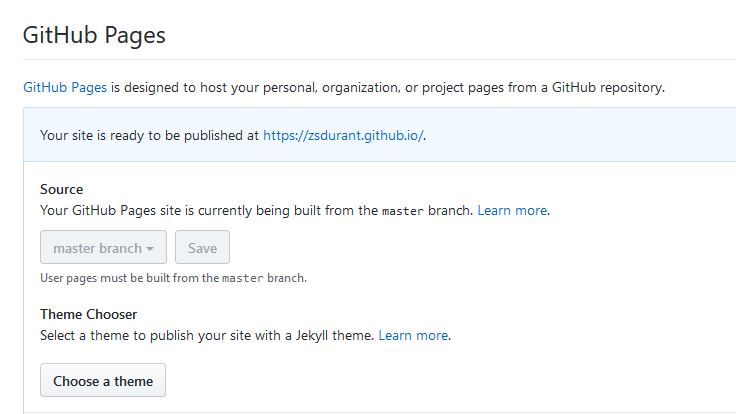 GitHub Pages
GitHub Pages is designed to host your personal, organization, or project pages from a GitHub repository.
Your site is ready to be published at https://zsdurant.github.io/.
Source
Your GitHub Pages site is currently being built from the master branch. Learn more.
master branch Save
User pages must be built from the master branch.
Theme Chooser
Select a theme to publish your site with a Jekyll theme. Learn more.
Choose a theme